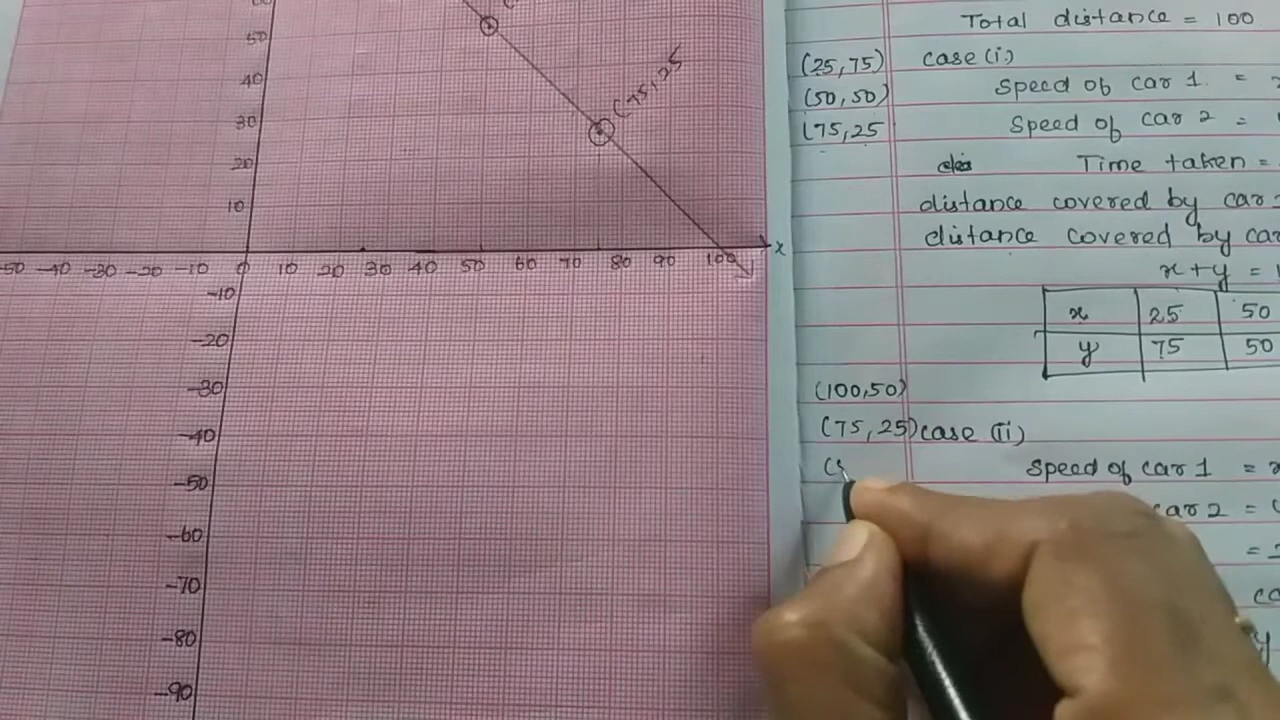 50
40
30
20
10
(75,25
-50 -40 -30 -20 -10 0 10 20 30 40 50 60 70 80 90 100 x
-10
-20
-30
-40
-50
-60
-70
-80
-90
Total distance = 100
(25,75) case (i)
(50,50) Speed of car 1 =
(75,25 Speed of car 2 =
Time taken =
distance covered by car
distance covered by car
x+y =
x 25 50
y 75 50
(100,50)
(75,25) case (ii)
Speed of car 1 =
car 2 =
=